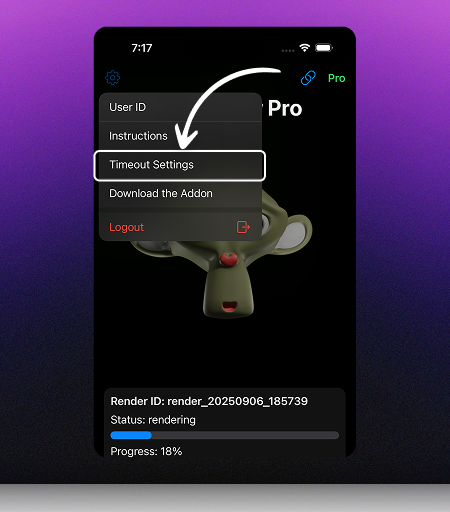 7:17
Pro
Pro
User ID
Instructions
Timeout Settings
Download the Addon
Logout
Render ID: render_20250906_185739
Status: rendering
Progress: 18%